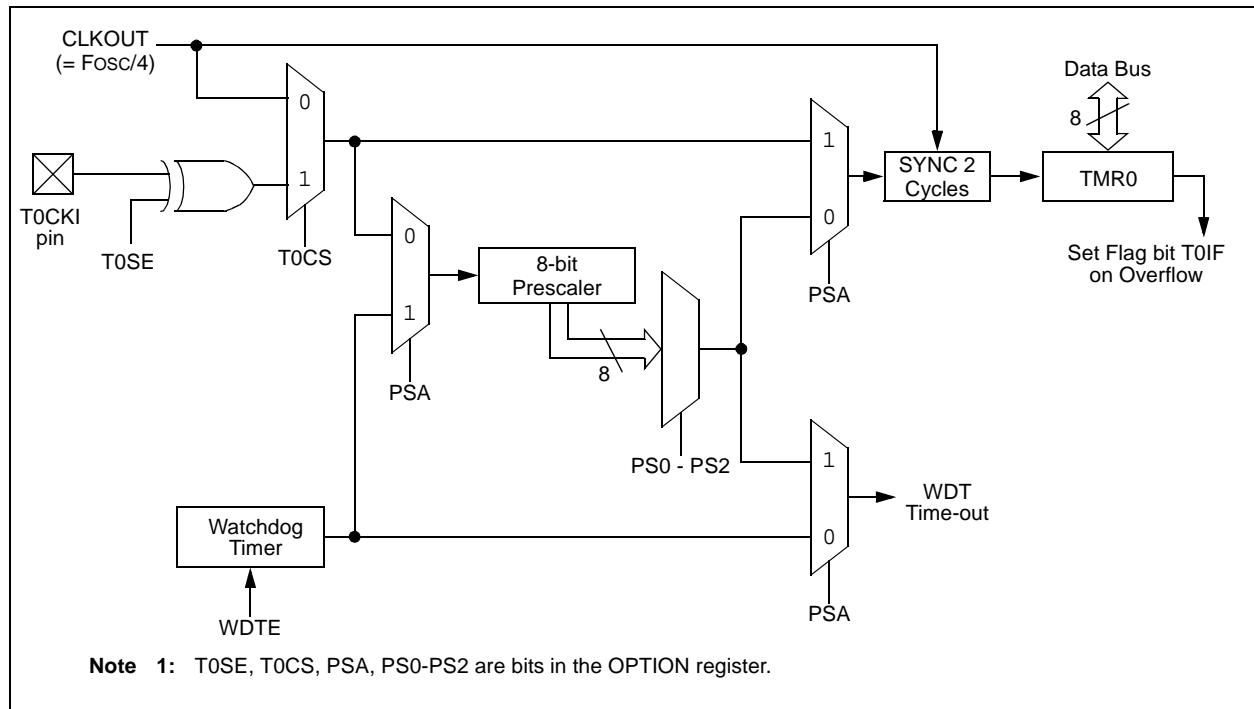 CLKOUT
(= FOSC/4)
Data Bus
8
0
1
1
0
SYNC 2
Cycles
TMR0
T0CKI
pin
T0SE
T0CS
0
1
8-bit
Prescaler
8
PSA
PSA
Set Flag bit T0IF
on Overflow
PS0 - PS2
1
0
WDT
Time-out
Watchdog
Timer
WDTE
PSA
Note 1: T0SE, T0CS, PSA, PS0-PS2 are bits in the OPTION register.